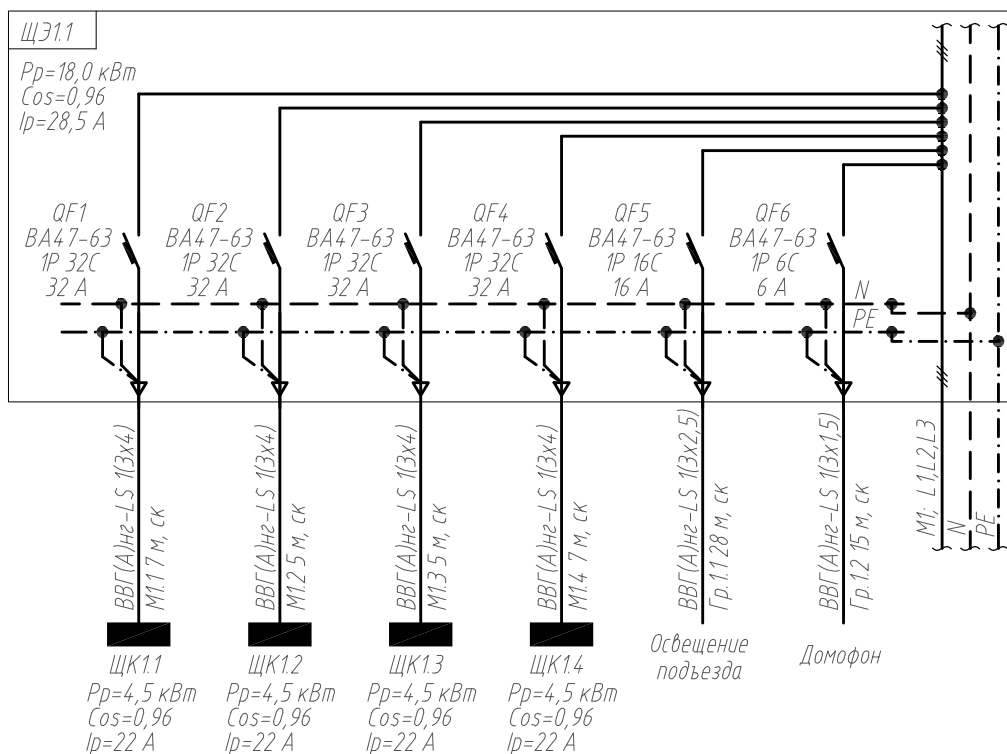 ЩЭ1.1
Рр=18,0 кВт
Cos=0,96
Iр=28,5 А
QF1
ВА47-63
1Р 32С
32 А
QF2
ВА47-63
1Р 32С
32 А
QF3
ВА47-63
1Р 32С
32 А
QF4
ВА47-63
1Р 32С
32 А
QF5
ВА47-63
1Р 16С
16 А
QF6
ВА47-63
1Р 6С
6 А
N
PE
ВВГ(А)нг-LS 1(3х4)
М1.1 7 м, ск
ВВГ(А)нг-LS 1(3х4)
М1.2 5 м, ск
ВВГ(А)нг-LS 1(3х4)
М1.3 5 м, ск
ВВГ(А)нг-LS 1(3х4)
М1.4 7 м, ск
ВВГ(А)нг-LS 1(3х2,5)
Гр.1.1 28 м, ск
ВВГ(А)нг-LS 1(3х1,5)
Гр.1.2 15 м, ск
М1; L1,L2,L3
N
PE
ЩК1.1
Рр=4,5 кВт
Cos=0,96
Iр=22 А
ЩК1.2
Рр=4,5 кВт
Cos=0,96
Iр=22 А
ЩК1.3
Рр=4,5 кВт
Cos=0,96
Iр=22 А
ЩК1.4
Рр=4,5 кВт
Cos=0,96
Iр=22 А
Освещение
подъезда
Домофон